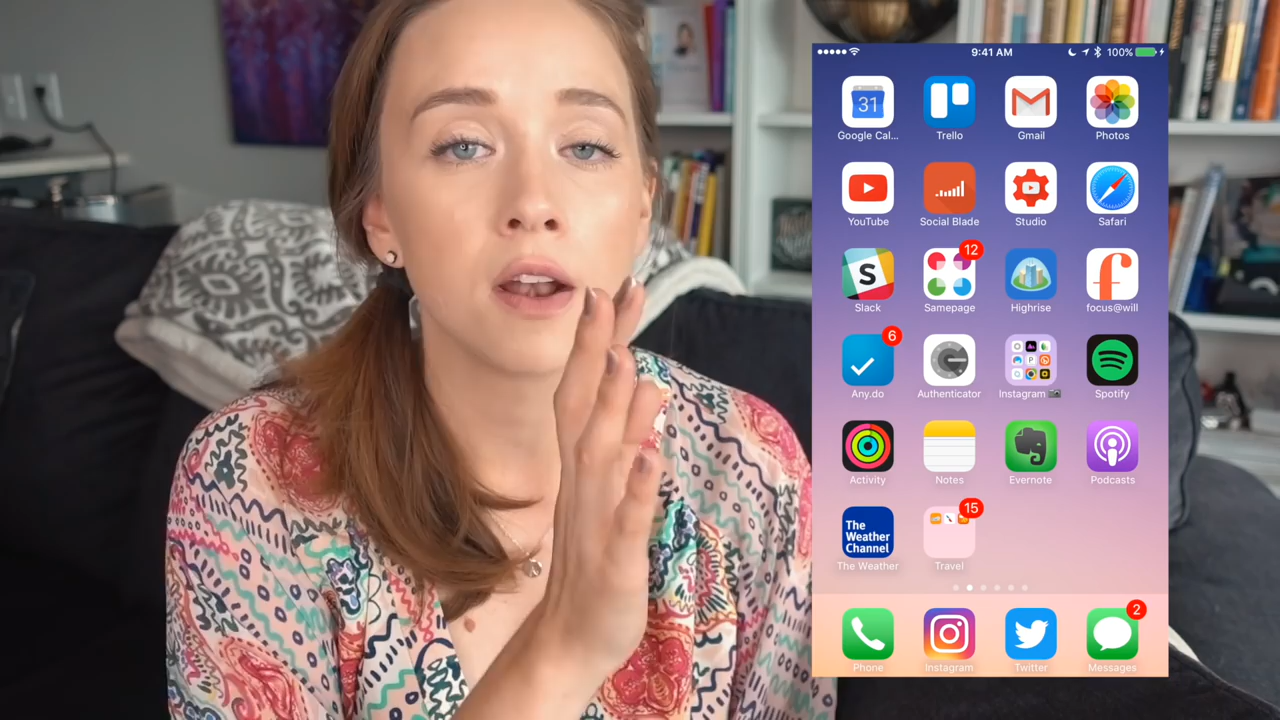 9:41 AM
100%
31
Google Cal...
Trello
Gmail
Photos
YouTube
Social Blade
Studio
Safari
S
12
f
Slack
Samepage
Highrise
focus@will
6
Any.do
Authenticator
Instagram 📷
Spotify
Activity
Notes
Evernote
Podcasts
The
Weather
Channel
15
The Weather
Travel
2
Phone
Instagram
Twitter
Messages